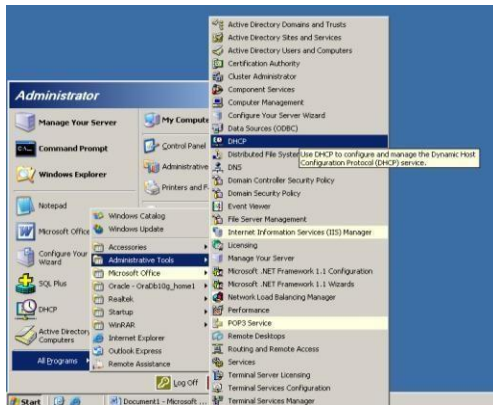 Administrator
Manage Your Server
Command Prompt
Windows Explorer
Notepad
Microsoft Office
Configure Your
Wizard
SQL Plus
DHCP
Active Directory
Computers
All Programs
My Compute
Control Panel
Administrative
Printers and F
Windows Catalog
Windows Update
Accessories
Administrative Tools
Microsoft Office
Oracle - OraDb10g_home1
Realtek
Startup
WinRAR
Internet Explorer
Outlook Express
Remote Assistance
Log Off
Start
Document1 - Microsoft ...
Active Directory Domains and Trusts
Active Directory Sites and Services
Active Directory Users and Computers
Certification Authority
Cluster Administrator
Component Services
Computer Management
Configure Your Server Wizard
Data Sources (ODBC)
DHCP
Distributed File System
Use DHCP to configure and manage the Dynamic Host
Configuration Protocol (DHCP) service.
DNS
Domain Controller Security Policy
Domain Security Policy
Event Viewer
File Server Management
Internet Information Services (IIS) Manager
Licensing
Manage Your Server
Microsoft .NET Framework 1.1 Configuration
Microsoft .NET Framework 1.1 Wizards
Network Load Balancing Manager
Performance
POP3 Service
Remote Desktops
Routing and Remote Access
Services
Terminal Server Licensing
Terminal Services Configuration
Terminal Services Manager